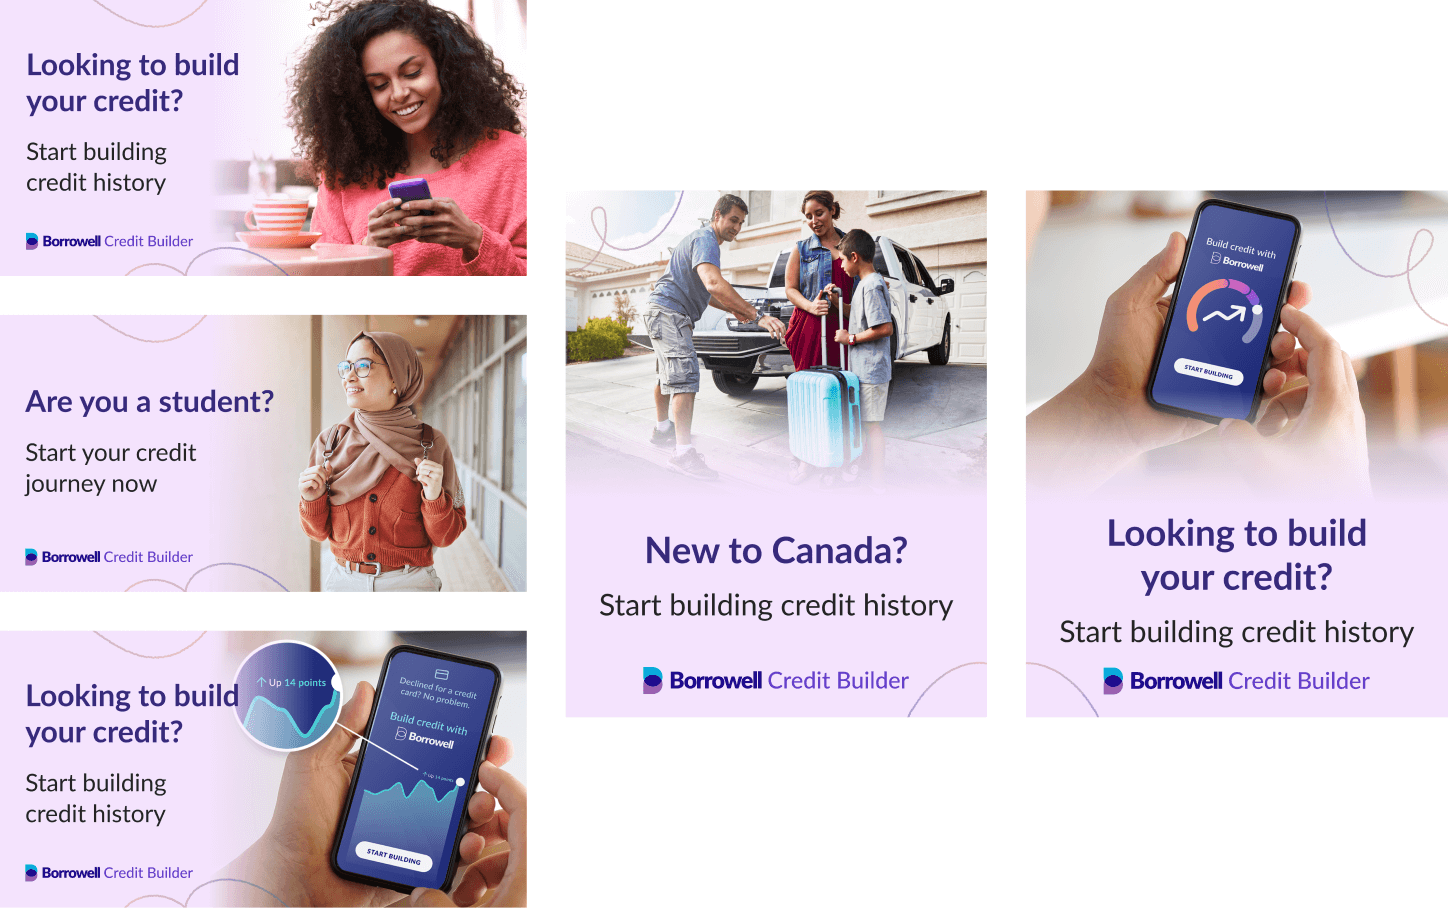 Looking to build
your credit?
Start building
credit history
Borrowell Credit Builder
Are you a student?
Start your credit
journey now
Borrowell Credit Builder
Looking to build
your credit?
Start building
credit history
Borrowell Credit Builder
↑ Up 14 points
Declined for a credit
card? No problem.
Build credit with
Borrowell
↑ Up 14 points
START BUILDING
New to Canada?
Start building credit history
Borrowell Credit Builder
Build credit with
Borrowell
START BUILDING
Looking to build
your credit?
Start building credit history
Borrowell Credit Builder